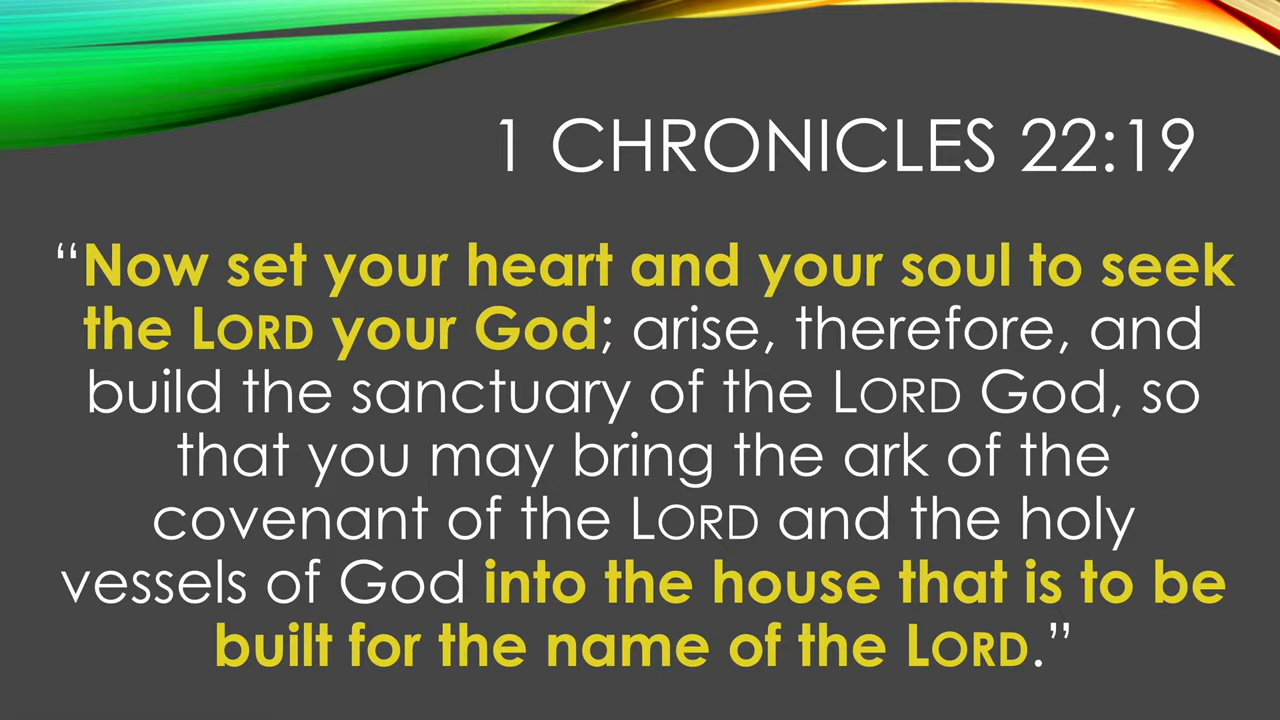 1 CHRONICLES 22:19
“Now set your heart and your soul to seek
the LORD your God; arise, therefore, and
build the sanctuary of the LORD God, so
that you may bring the ark of the
covenant of the LORD and the holy
vessels of God into the house that is to be
built for the name of the LORD.”